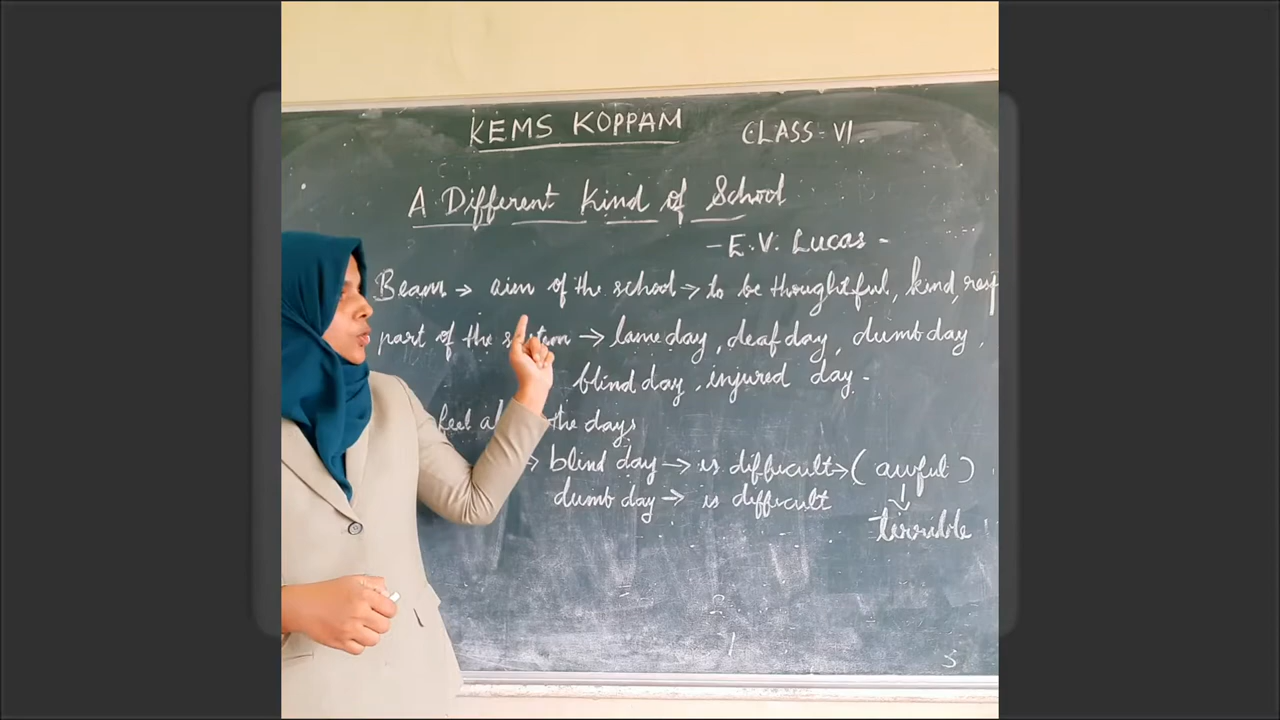 KEMS KOPPAM
CLASS VI.
A Different Kind of School
- E. V. Lucas -
Beam → aim of the school → to be thoughtful, kind, resp
part of the system → lame day, deaf day, dumb day,
blind day, injured day.
feel the days
→ blind day → is difficult → ( awful )
dumb day → is difficult
terrible